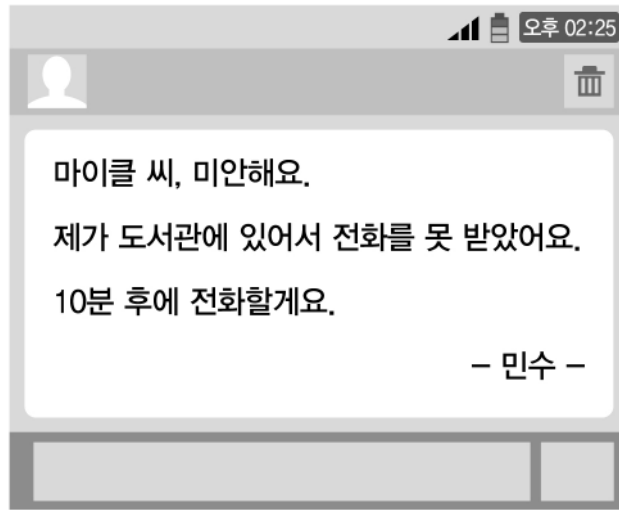 오후 02:25
마이클 씨, 미안해요.
제가 도서관에 있어서 전화를 못 받았어요.
10분 후에 전화할게요.
– 민수 –